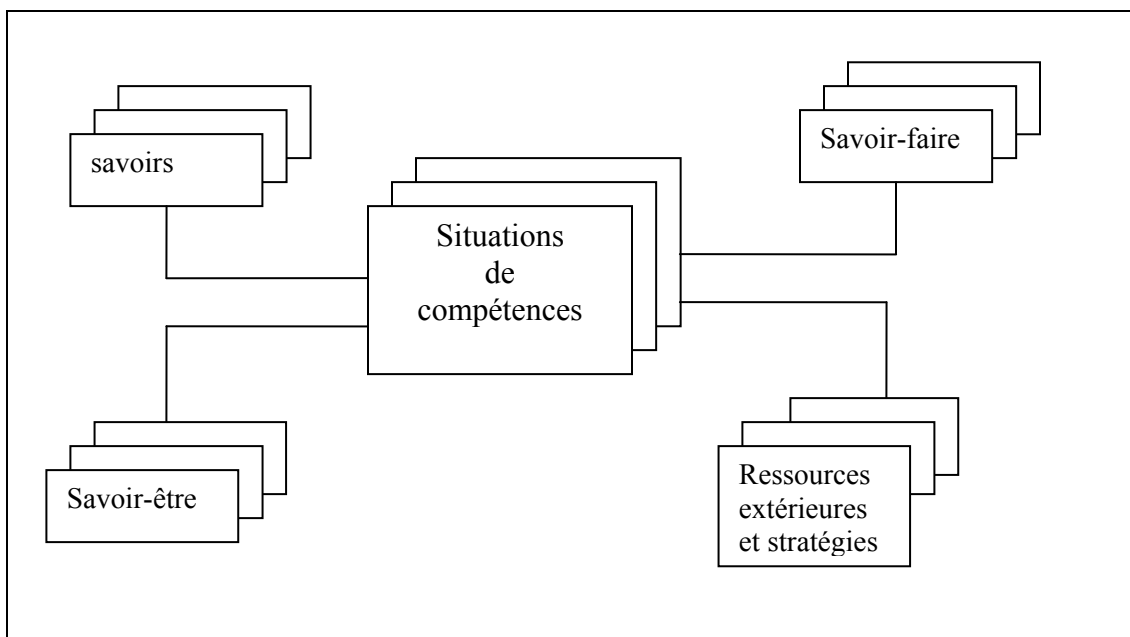 savoirs
Savoir-faire
Situations
de
compétences
Savoir-être
Ressources
extérieures
et stratégies